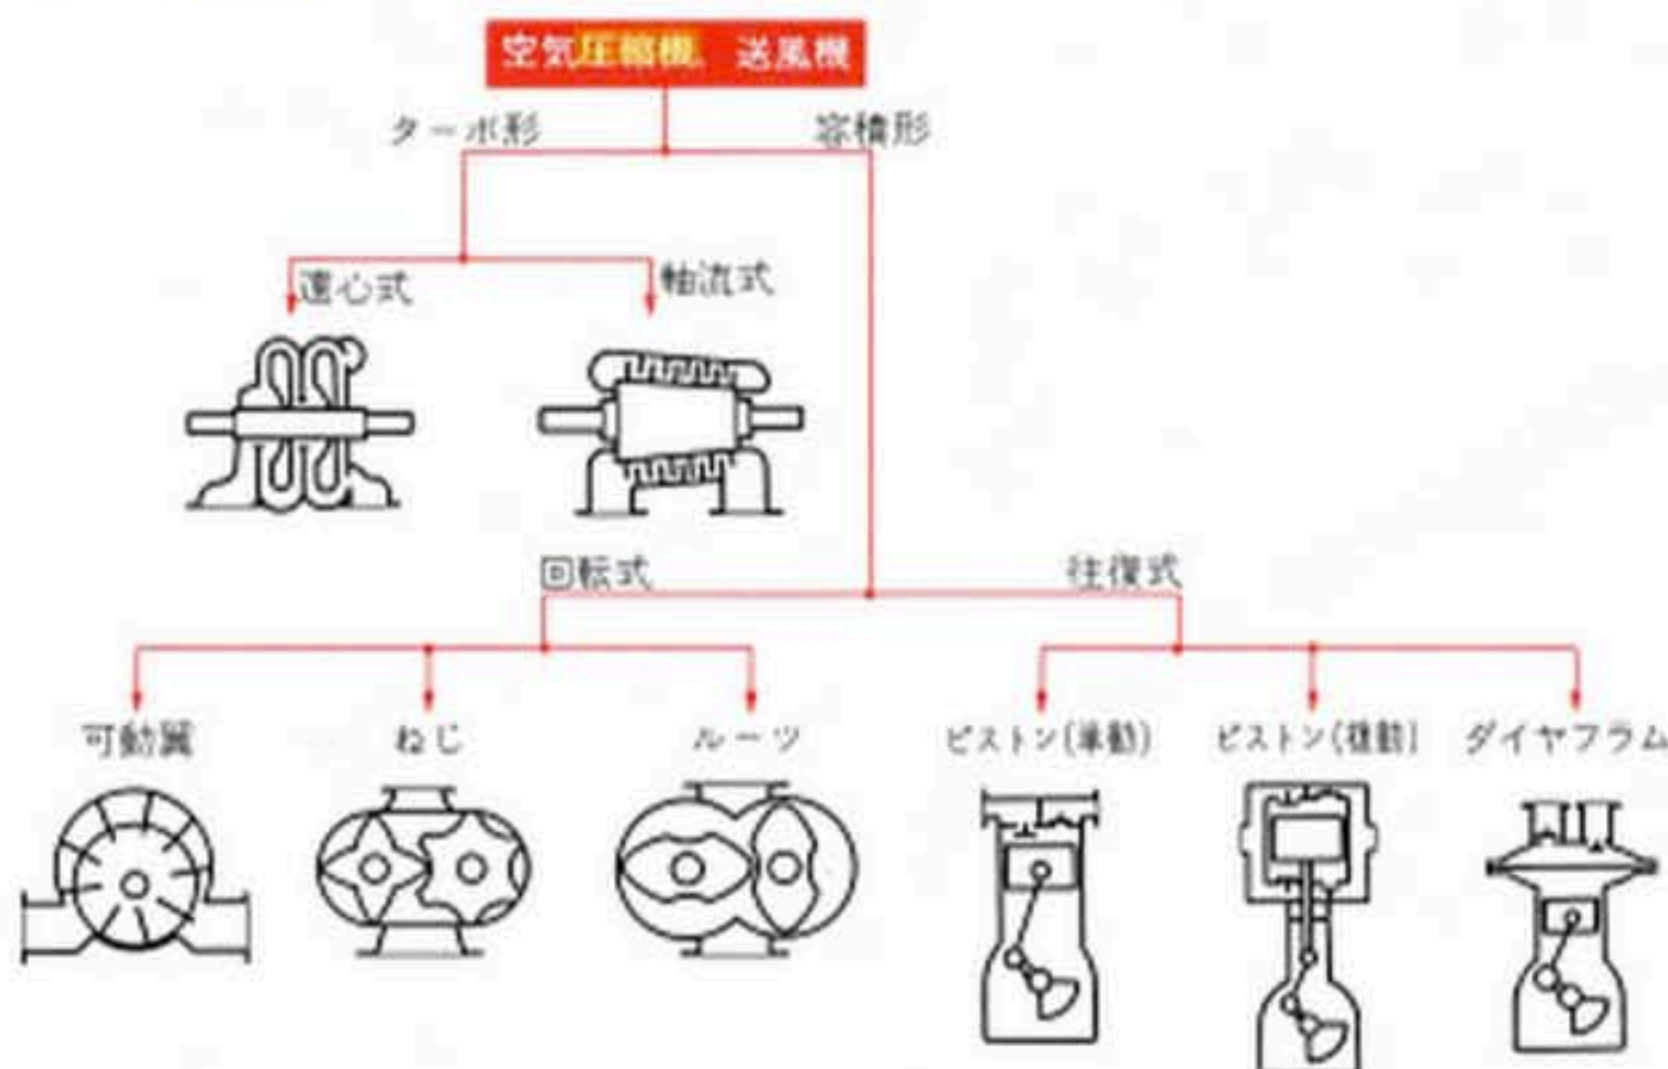 空気圧縮機、送風機
ターボ形
容積形
遠心式
軸流式
回転式
往復式
可動翼
ねじ
ルーツ
ピストン(単動)
ピストン(複動)
ダイヤフラム